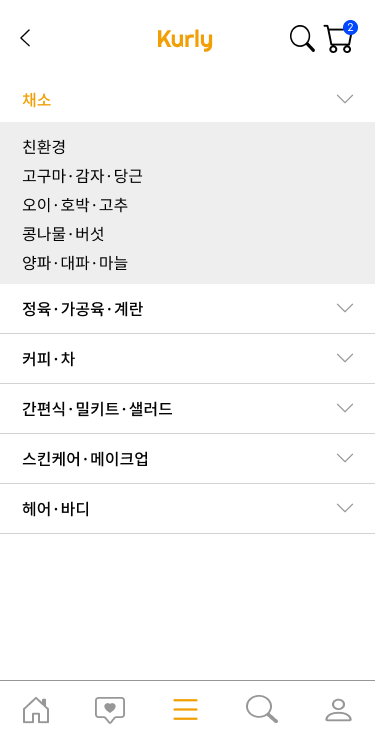 Kurly
2
채소
친환경
고구마·감자·당근
오이·호박·고추
콩나물·버섯
양파·대파·마늘
정육·가공육·계란
커피·차
간편식·밀키트·샐러드
스킨케어·메이크업
헤어·바디